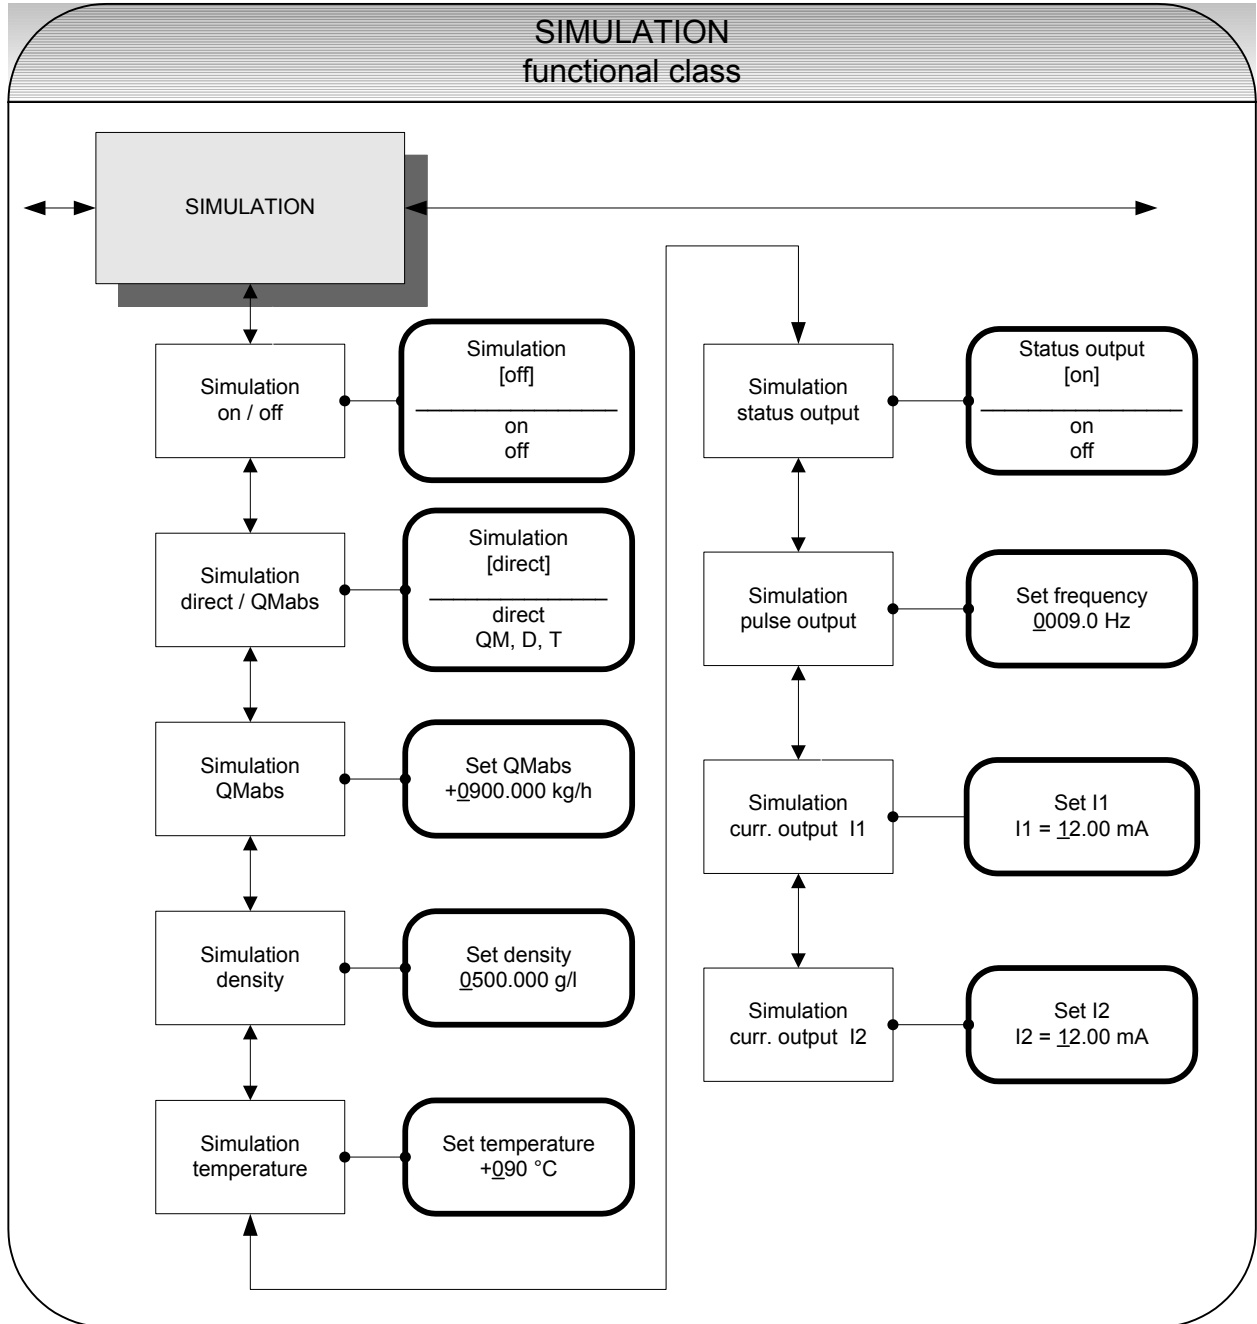 SIMULATION
functional class
SIMULATION
Simulation
on / off
Simulation
[off]
on
off
Simulation
direct / QMabs
Simulation
[direct]
direct
QM, D, T
Simulation
QMabs
Set QMabs
+0900.000 kg/h
Simulation
density
Set density
0500.000 g/l
Simulation
temperature
Set temperature
+090 °C
Simulation
status output
Status output
[on]
on
off
Simulation
pulse output
Set frequency
0009.0 Hz
Simulation
curr. output I1
Set I1
I1 = 12.00 mA
Simulation
curr. output I2
Set I2
I2 = 12.00 mA